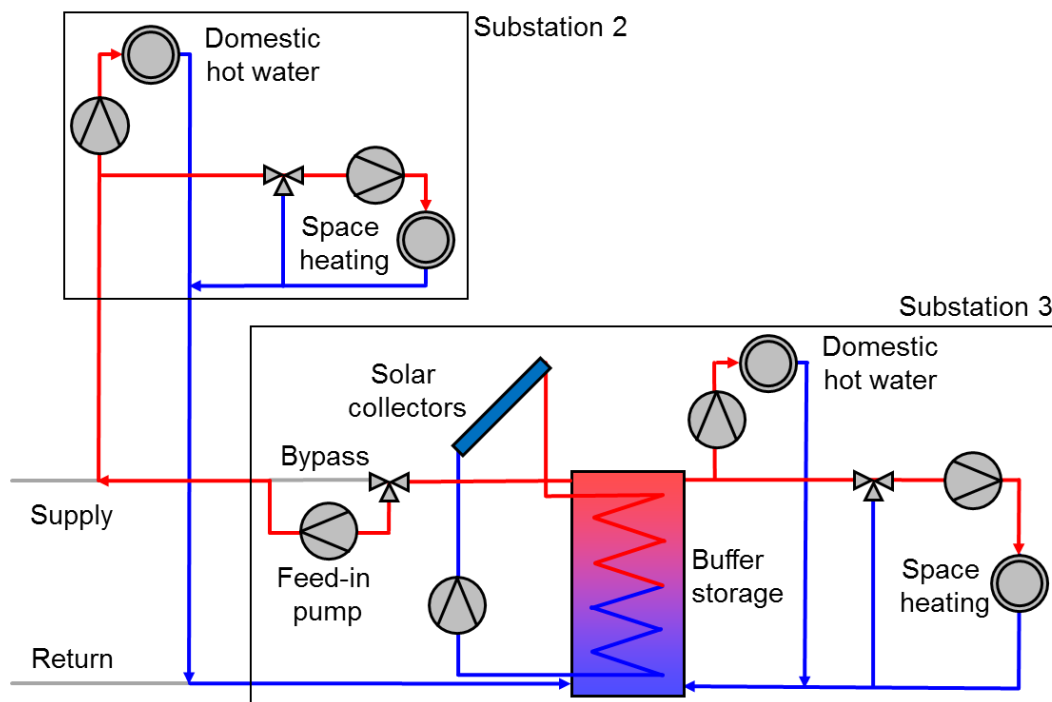 Substation 2
Domestic
hot water
Space
heating
Substation 3
Domestic
hot water
Solar
collectors
Bypass
Supply
Feed-in
pump
Buffer
storage
Space
heating
Return